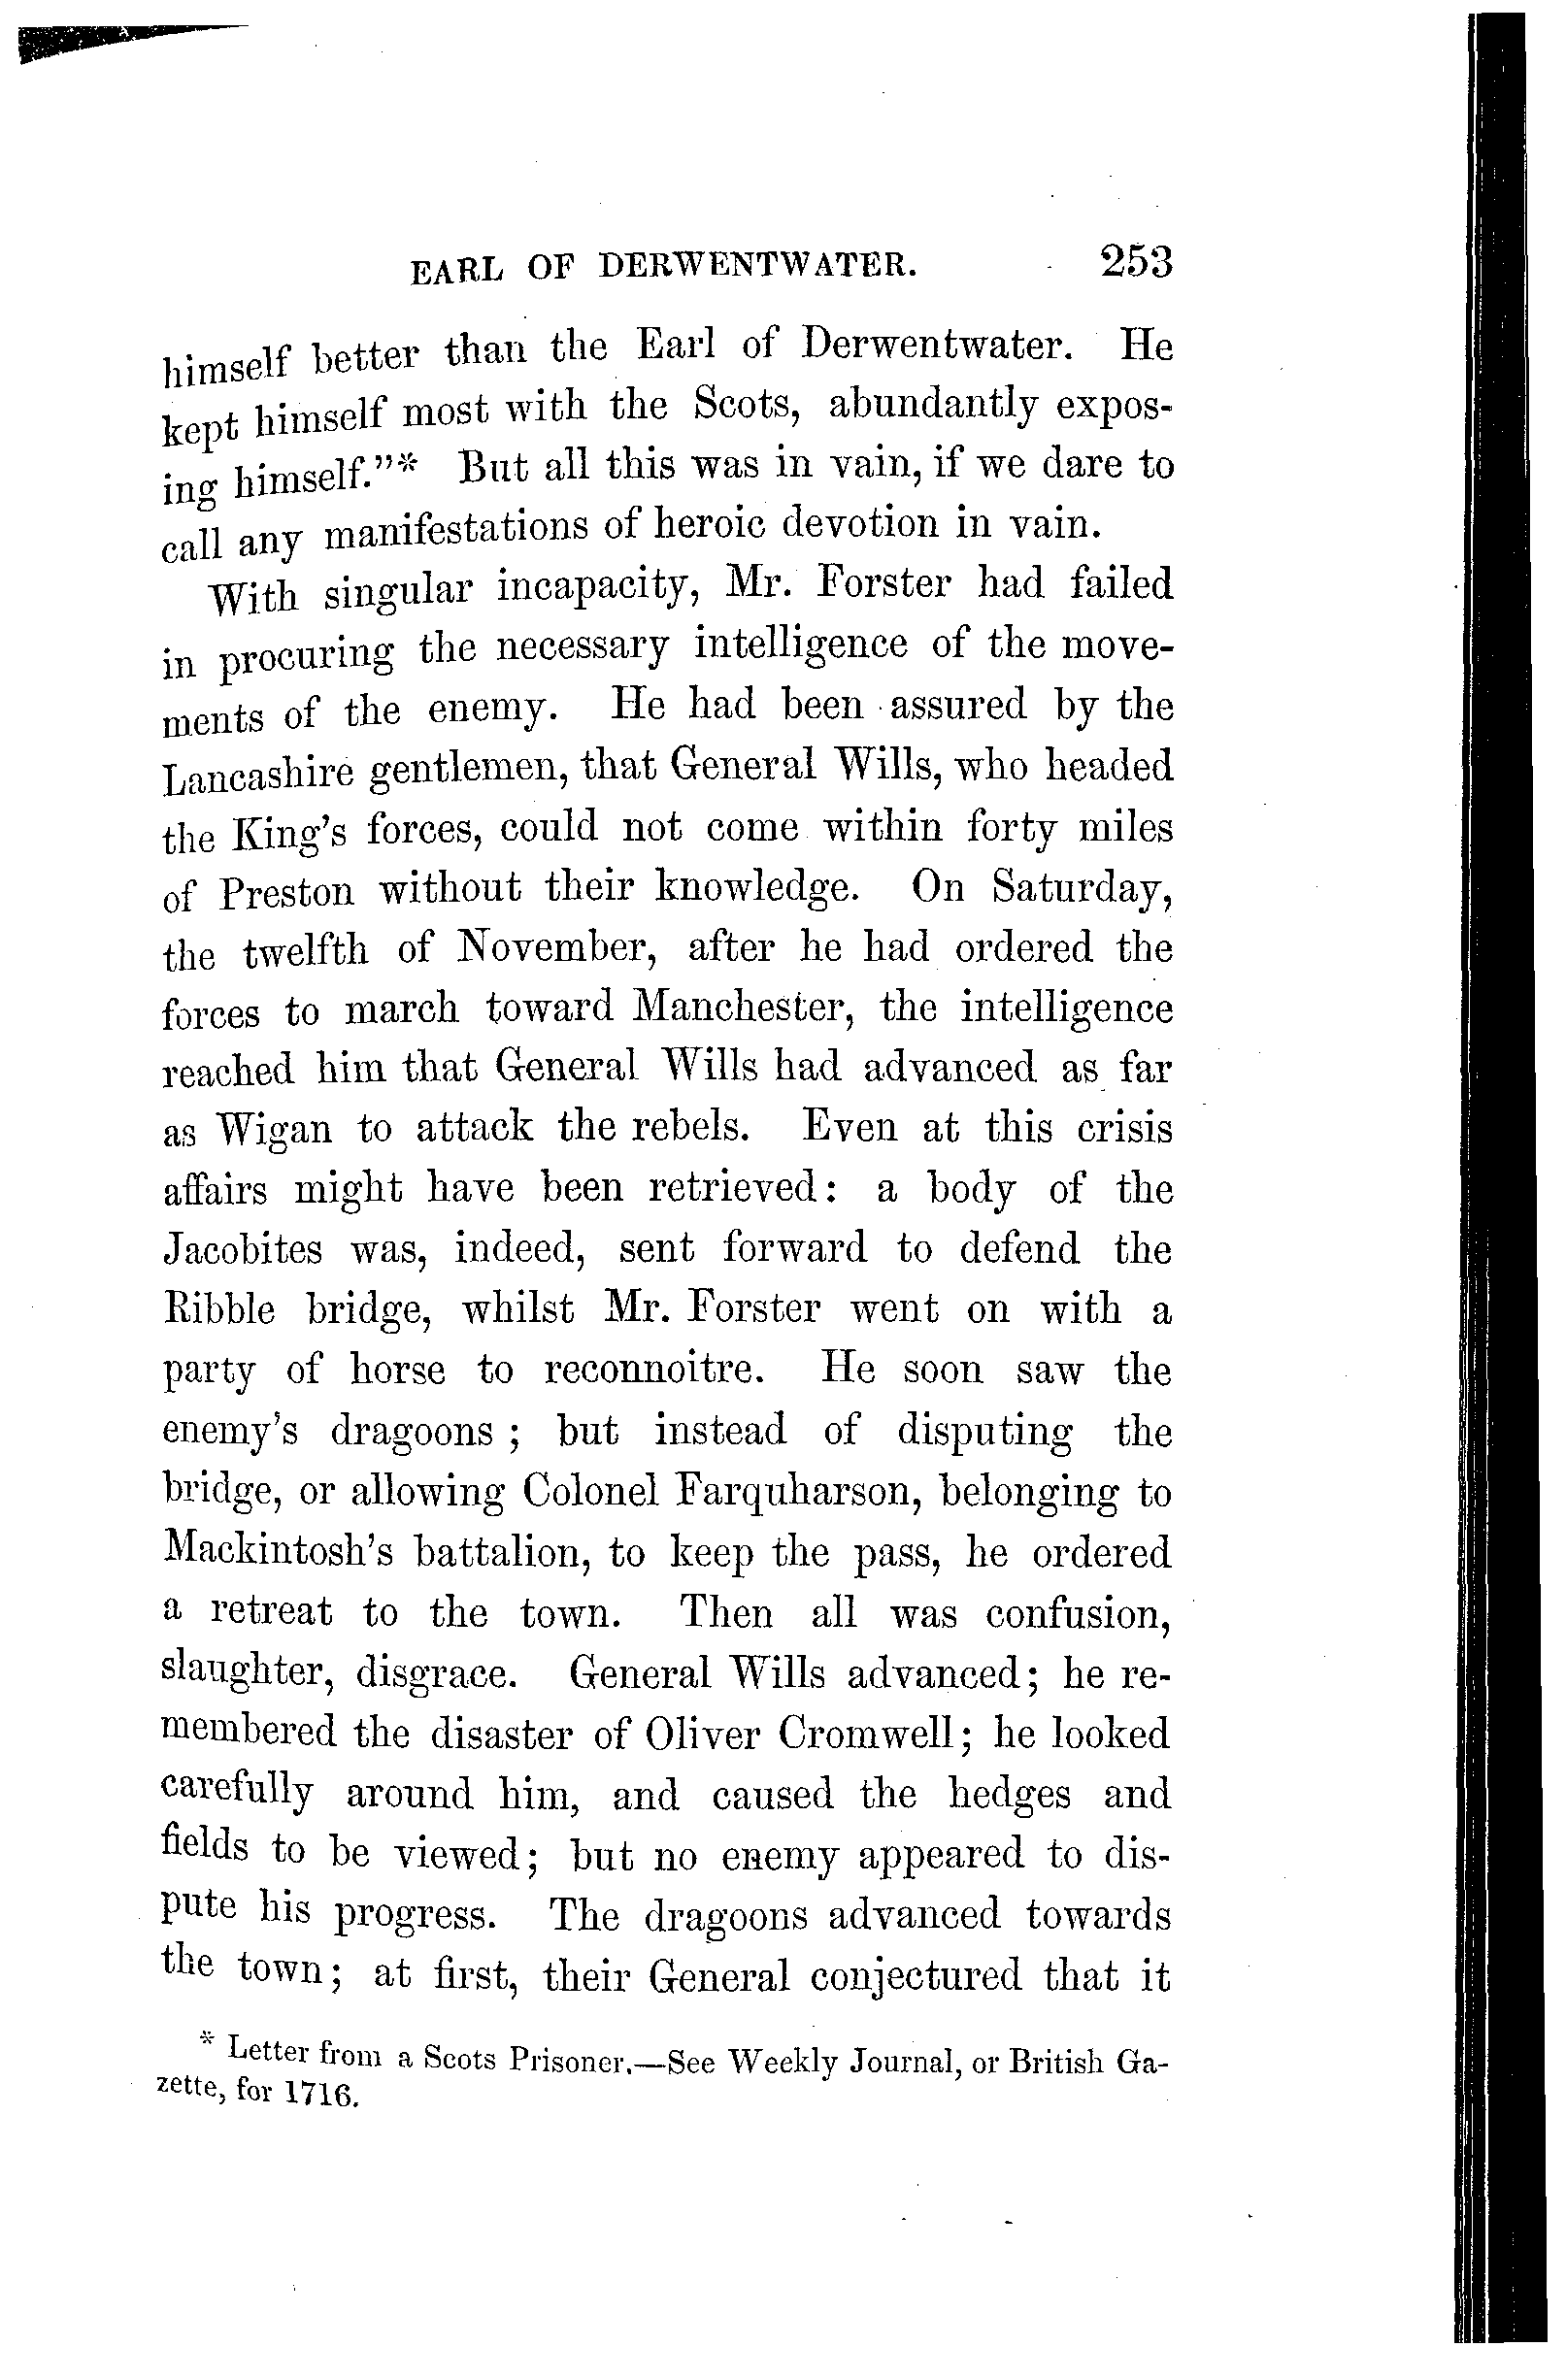 EARL OF DERWENTWATER. 253
himself better than the Earl of Derwentwater. He
kept himself most with the Scots, abundantly expos-
ing himself."* But all this was in vain, if we dare to
call any manifestations of heroic devotion in vain.
With singular incapacity, Mr. Forster had failed
in procuring the necessary intelligence of the move-
ments of the enemy. He had been assured by the
Lancashire gentlemen, that General Wills, who headed
the King's forces, could not come within forty miles
of Preston without their knowledge. On Saturday,
the twelfth of November, after he had ordered the
forces to march toward Manchester, the intelligence
reached him that General Wills had advanced as far
as Wigan to attack the rebels. Even at this crisis
affairs might have been retrieved: a body of the
Jacobites was, indeed, sent forward to defend the
Ribble bridge, whilst Mr. Forster went on with a
party of horse to reconnoitre. He soon saw the
enemy's dragoons; but instead of disputing the
bridge, or allowing Colonel Farquharson, belonging to
Mackintosh's battalion, to keep the pass, he ordered
a retreat to the town. Then all was confusion,
slaughter, disgrace. General Wills advanced; he re-
membered the disaster of Oliver Cromwell; he looked
carefully around him, and caused the hedges and
fields to be viewed; but no enemy appeared to dis-
pute his progress. The dragoons advanced towards
the town; at first, their General conjectured that it
* Letter from a Scots Prisoner.—See Weekly Journal, or British Ga-
zette, for 1716.